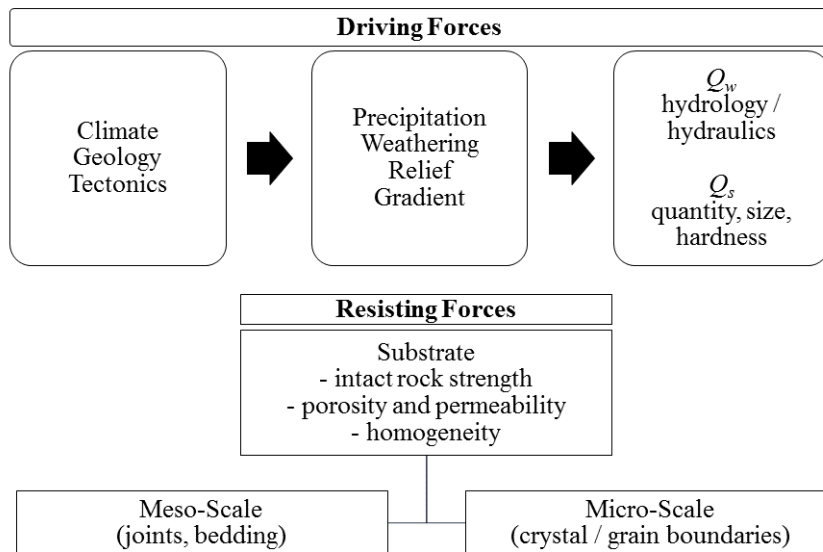 Driving Forces
Climate
Geology
Tectonics
Precipitation
Weathering
Relief
Gradient
Qw
hydrology /
hydraulics
Qs
quantity, size,
hardness
Resisting Forces
Substrate
- intact rock strength
- porosity and permeability
- homogeneity
Meso-Scale
(joints, bedding)
Micro-Scale
(crystal / grain boundaries)